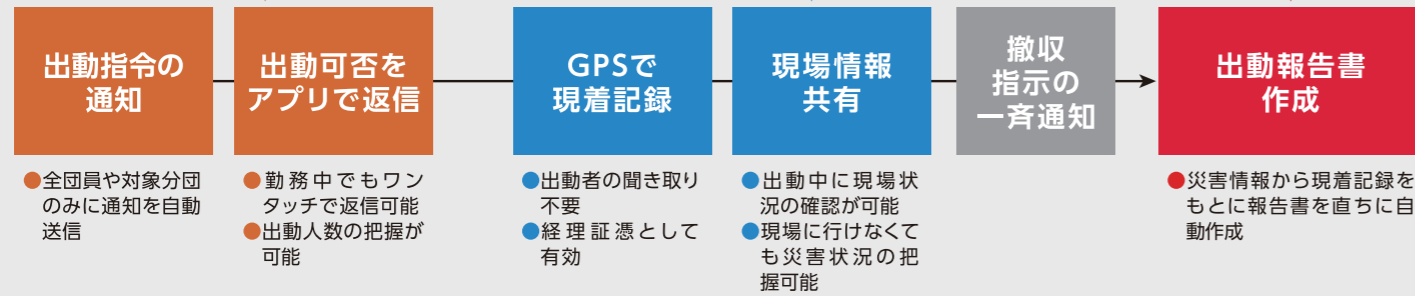 出動指令の
通知
出動可否を
アプリで返信
GPSで
現着記録
現場情報
共有
撤収
指示の
一斉通知
出動報告書
作成
●全団員や対象分団
のみに通知を自動
送信
●勤務中でもワン
タッチで返信可能
●出動人数の把握が
可能
●出動者の聞き取り
不要
●経理証憑として
有効
●出動中に現場状
況の確認が可能
●現場に行けなくて
も災害状況の把
握可能
●災害情報から現着記録を
もとに報告書を直ちに自
動作成